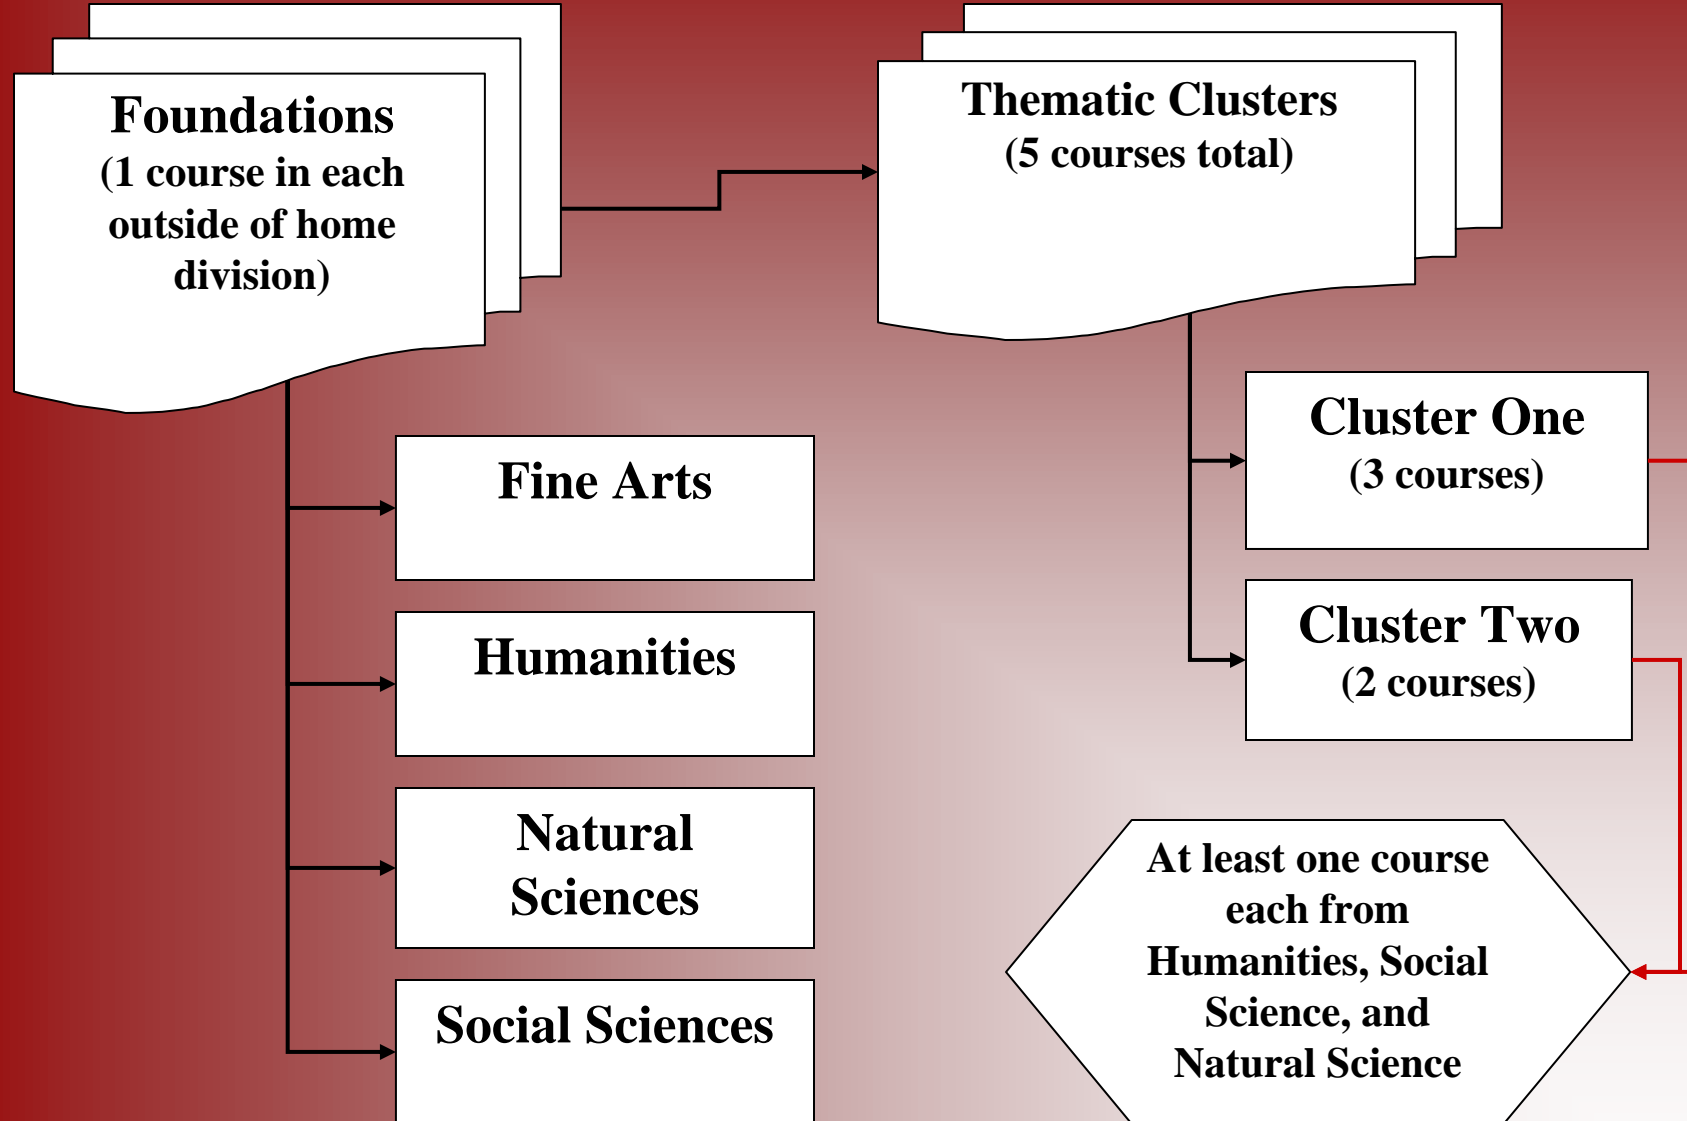 Foundations
(1 course in each
outside of home
division)
Fine Arts
Humanities
Natural
Sciences
Social Sciences
Thematic Clusters
(5 courses total)
Cluster One
(3 courses)
Cluster Two
(2 courses)
At least one course
each from
Humanities, Social
Science, and
Natural Science